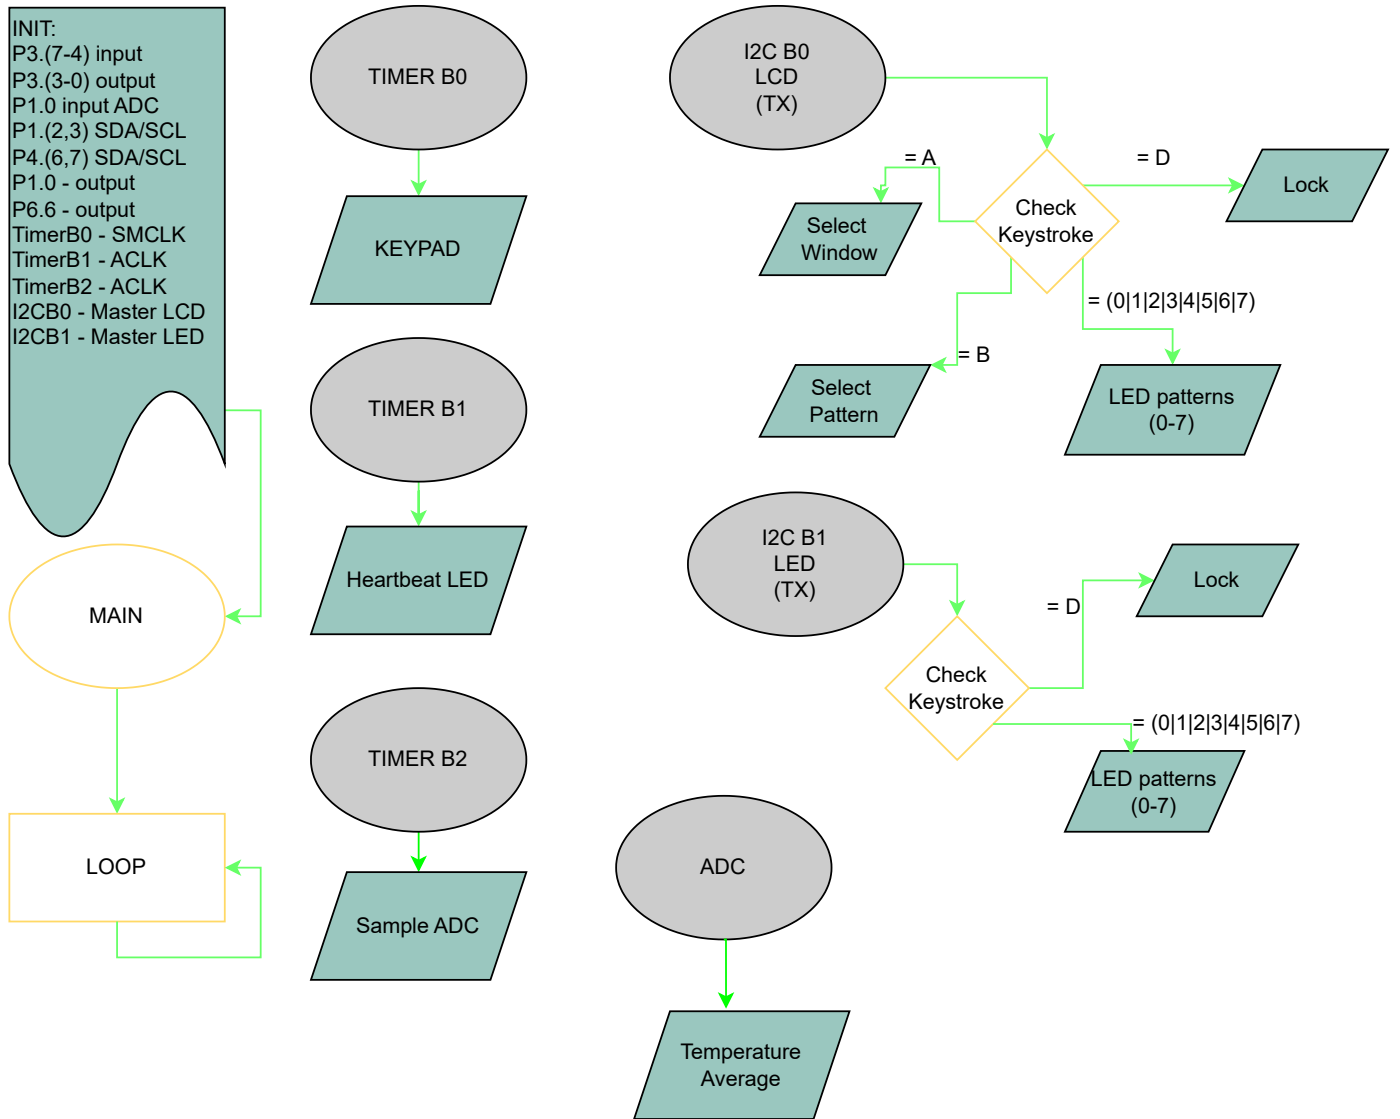 INIT:
P3.(7-4) input
P3.(3-0) output
P1.0 input ADC
P1.(2,3) SDA/SCL
P4.(6,7) SDA/SCL
P1.0 - output
P6.6 - output
TimerB0 - SMCLK
TimerB1 - ACLK
TimerB2 - ACLK
I2CB0 - Master LCD
I2CB1 - Master LED
MAIN
LOOP
TIMER B0
KEYPAD
TIMER B1
Heartbeat LED
TIMER B2
Sample ADC
I2C B0
LCD
(TX)
Check
Keystroke
= A
Select
Window
= D
Lock
= B
Select
Pattern
= (0|1|2|3|4|5|6|7)
LED patterns
(0-7)
I2C B1
LED
(TX)
Check
Keystroke
= D
Lock
= (0|1|2|3|4|5|6|7)
LED patterns
(0-7)
ADC
Temperature
Average